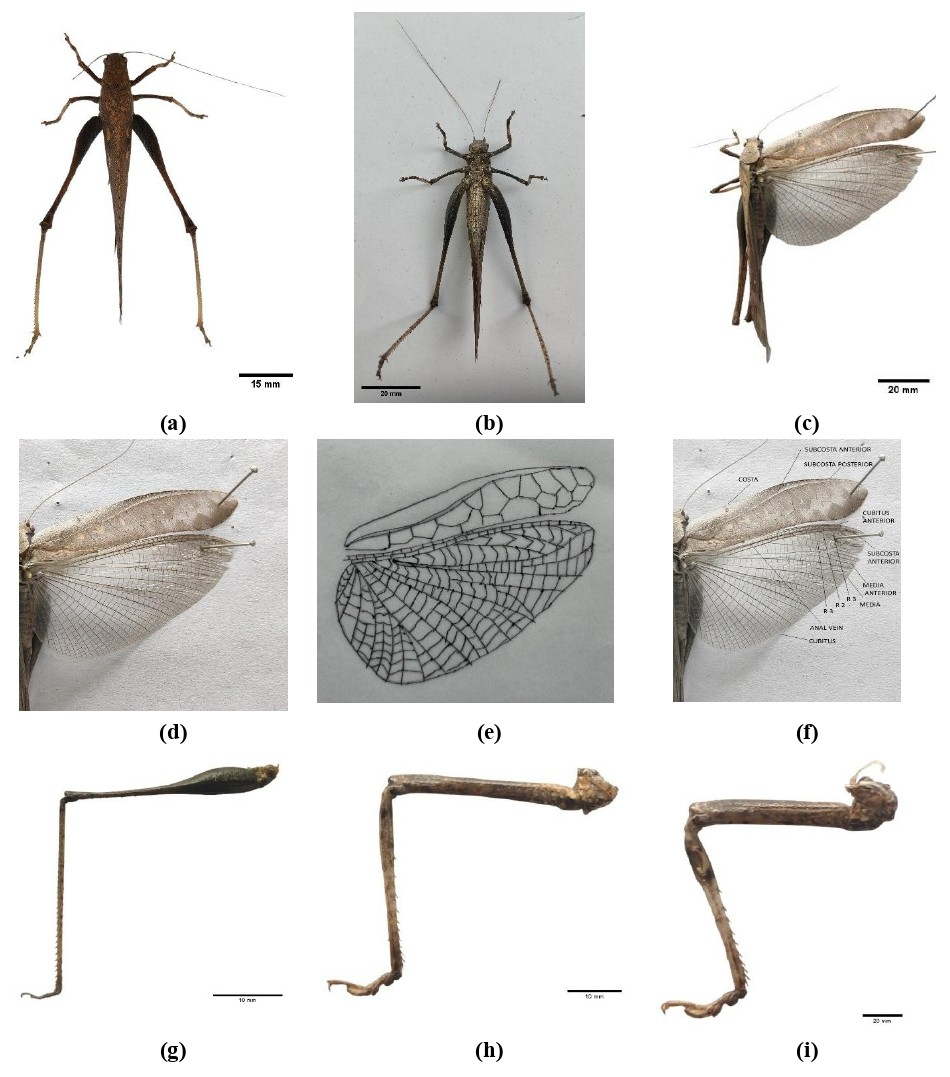 15 mm
20 mm
20 mm
(a)
(b)
(c)
SUBCOSTA ANTERIOR
SUBCOSTA POSTERIOR
COSTA
CUBITUS
ANTERIOR
SUBCOSTA
ANTERIOR
MEDIA
ANTERIOR
R 3
MEDIA
R 2
R 3
ANAL VEIN
CUBITUS
(d)
(e)
(f)
10 mm
10 mm
20 mm
(g)
(h)
(i)